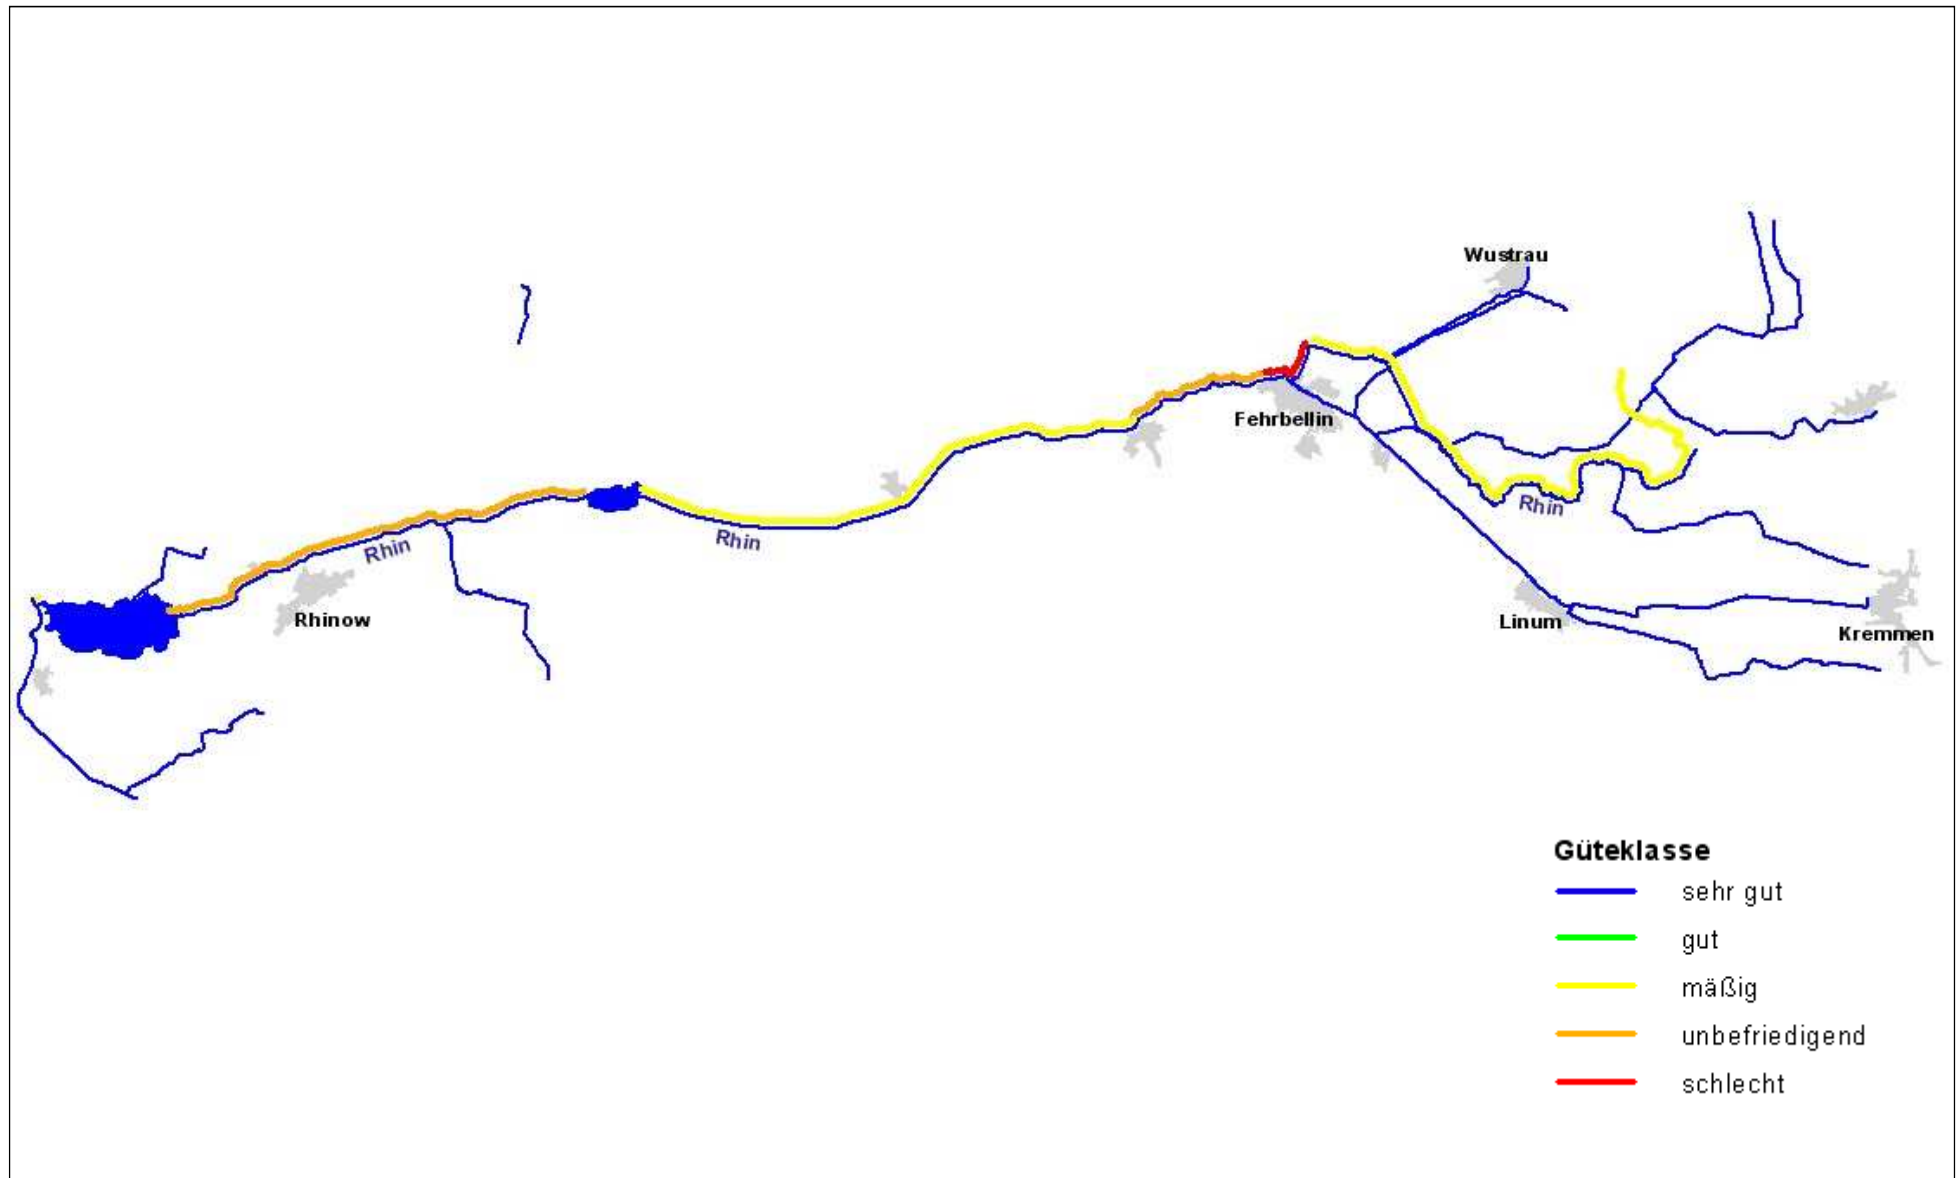 Wustrau
Fehrbellin
Rhin
Rhin
Rhin
Rhinow
Linum
Kremmen
Güteklasse
sehr gut
gut
mäßig
unbefriedigend
schlecht